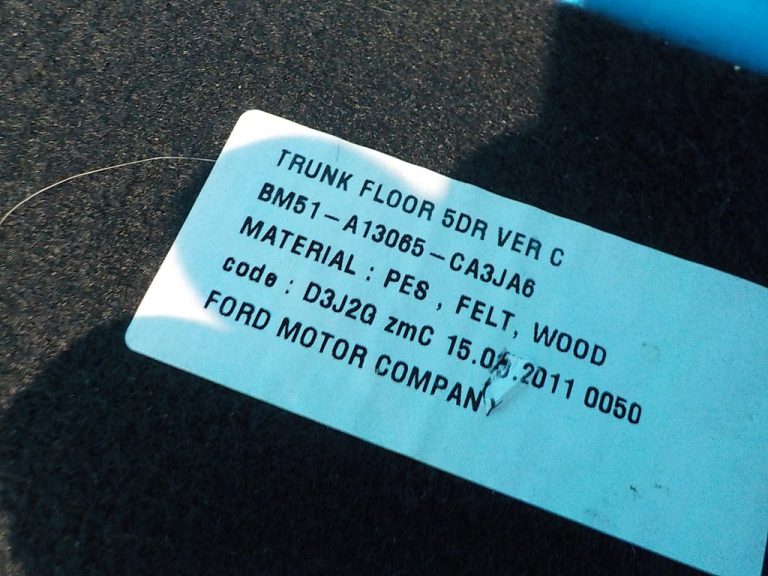 TRUNK FLOOR 5DR VER C
BM51-A13065-CA3JA6
MATERIAL : PES , FELT, WOOD
code : D3J2G zmC 15.06.2011 0050
FORD MOTOR COMPANY